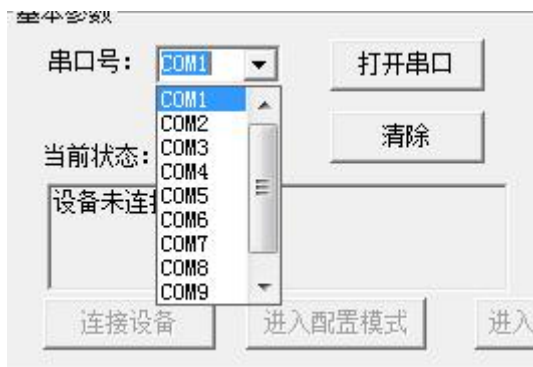 基本参数
串口号： COM1 打开串口
COM1
COM2
COM3
COM4
COM5
COM6
COM7
COM8
COM9
清除
当前状态：
设备未连
连接设备 进入配置模式 进入